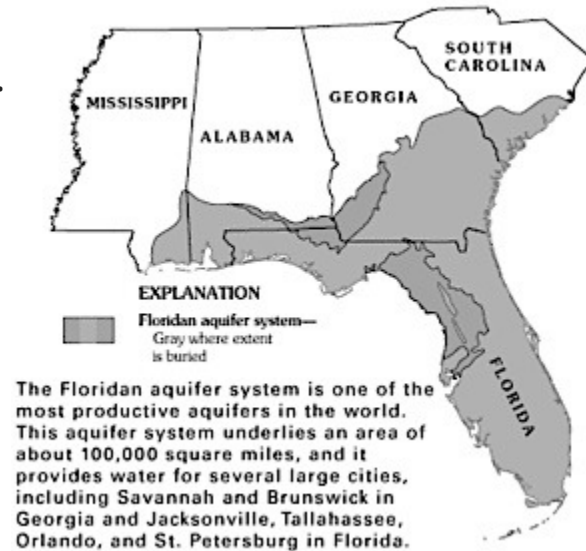 SOUTH
CAROLINA
MISSISSIPPI
GEORGIA
ALABAMA
EXPLANATION
Floridan aquifer system—
Gray where extent
is buried
FLORIDA
The Floridan aquifer system is one of the
most productive aquifers in the world.
This aquifer system underlies an area of
about 100,000 square miles, and it
provides water for several large cities,
including Savannah and Brunswick in
Georgia and Jacksonville, Tallahassee,
Orlando, and St. Petersburg in Florida.